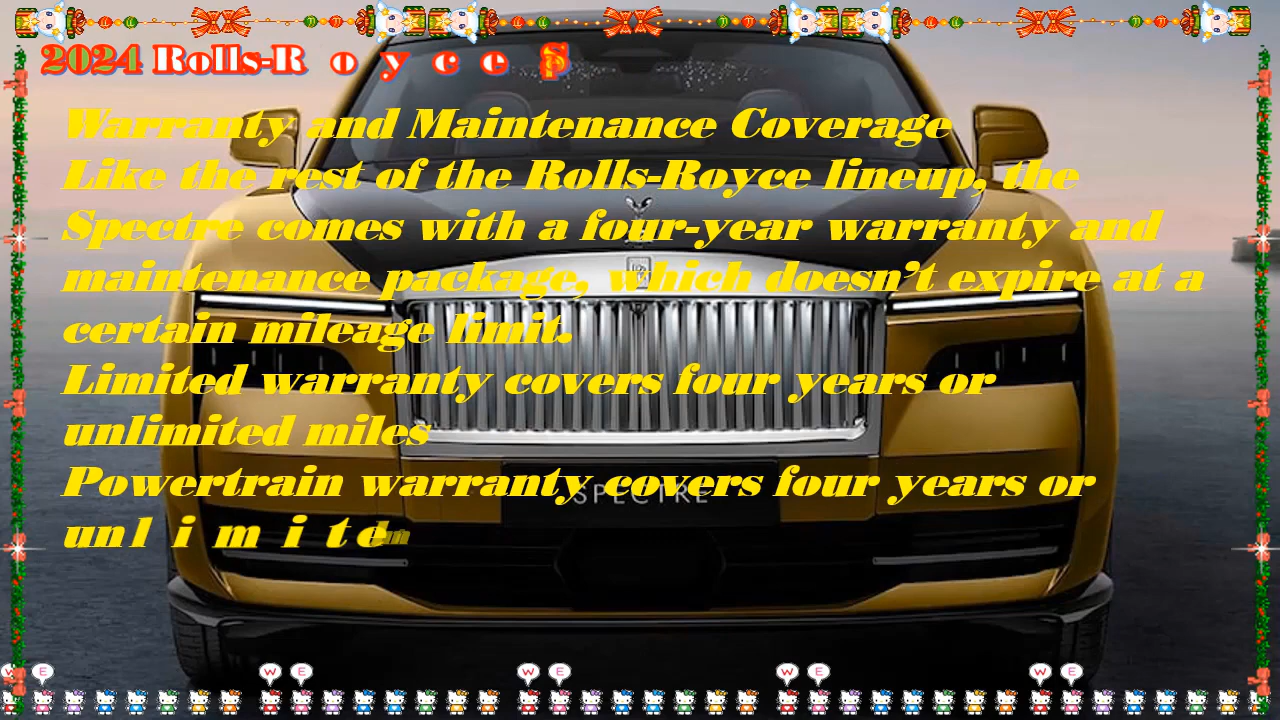 2024 Rolls-Royce S
Warranty and Maintenance Coverage
Like the rest of the Rolls-Royce lineup, the
Spectre comes with a four-year warranty and
maintenance package, which doesn't expire at a
certain mileage limit.
Limited warranty covers four years or
unlimited miles
Powertrain warranty covers four years or
SPECTRE
unlimite
W E W E W E W E W E